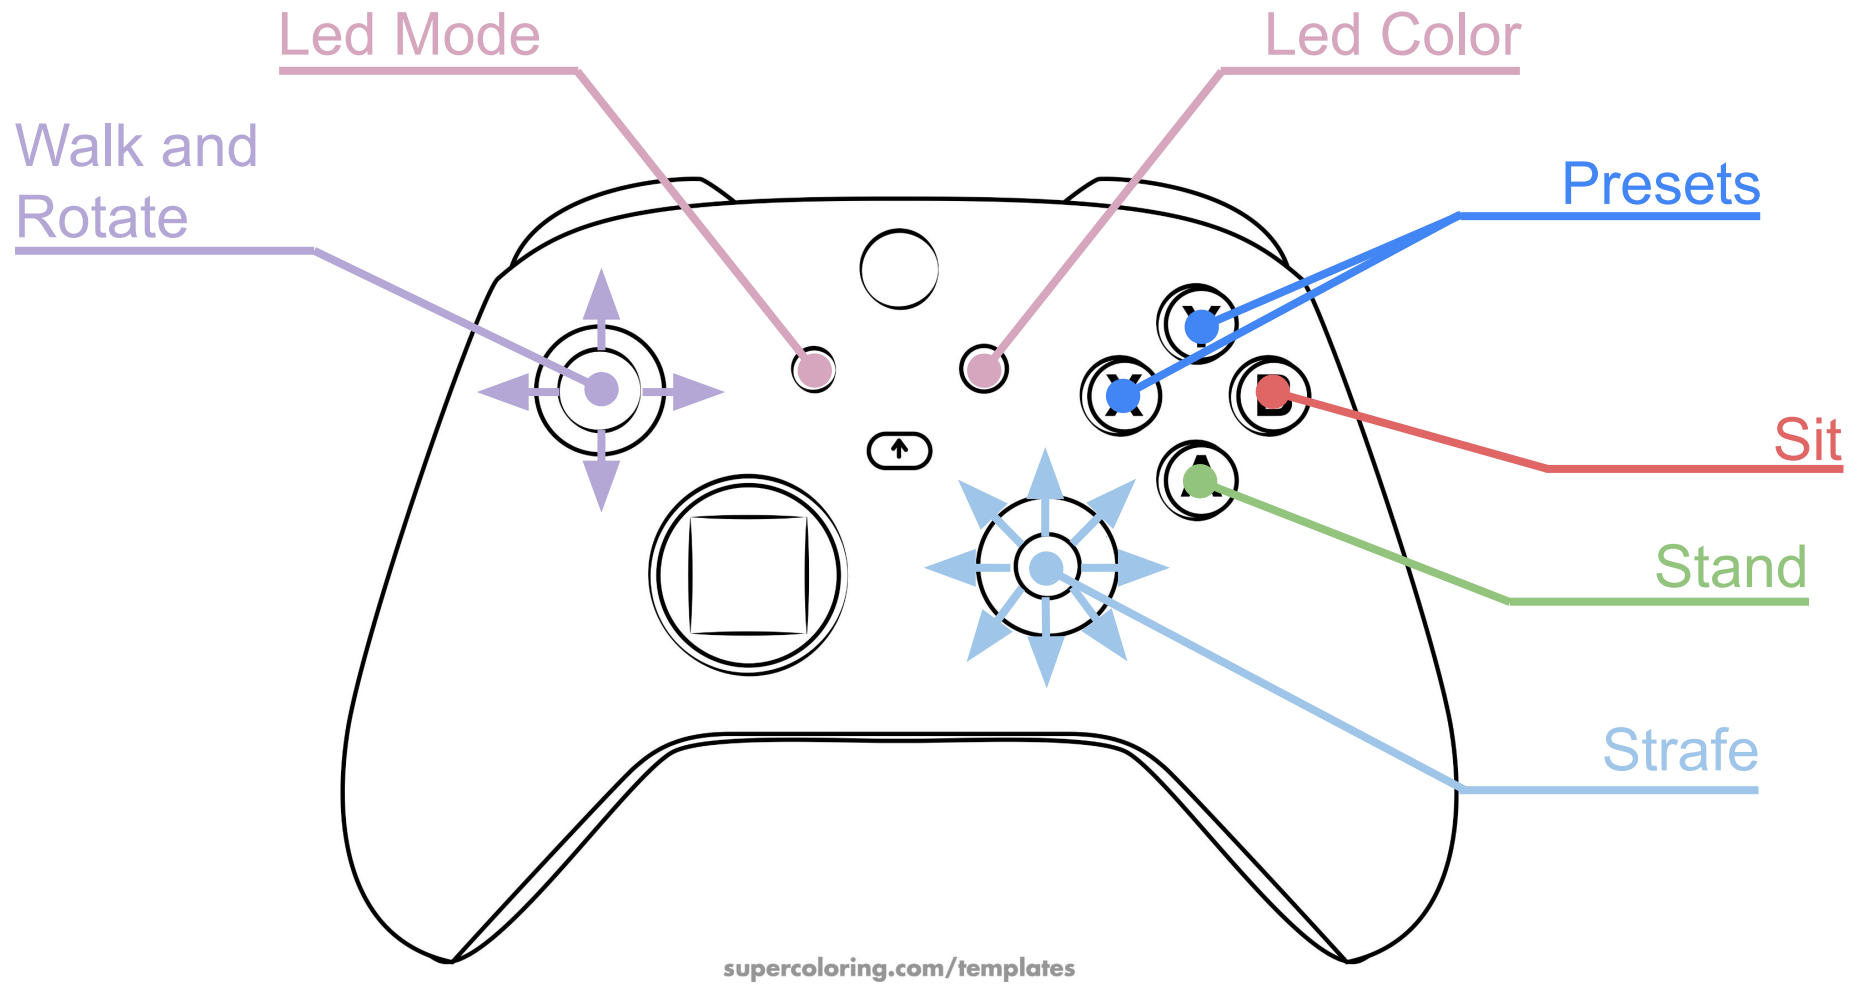 Led Mode
Led Color
Walk and
Rotate
Presets
Y
X
B
Sit
A
Stand
Strafe
supercoloring.com/templates